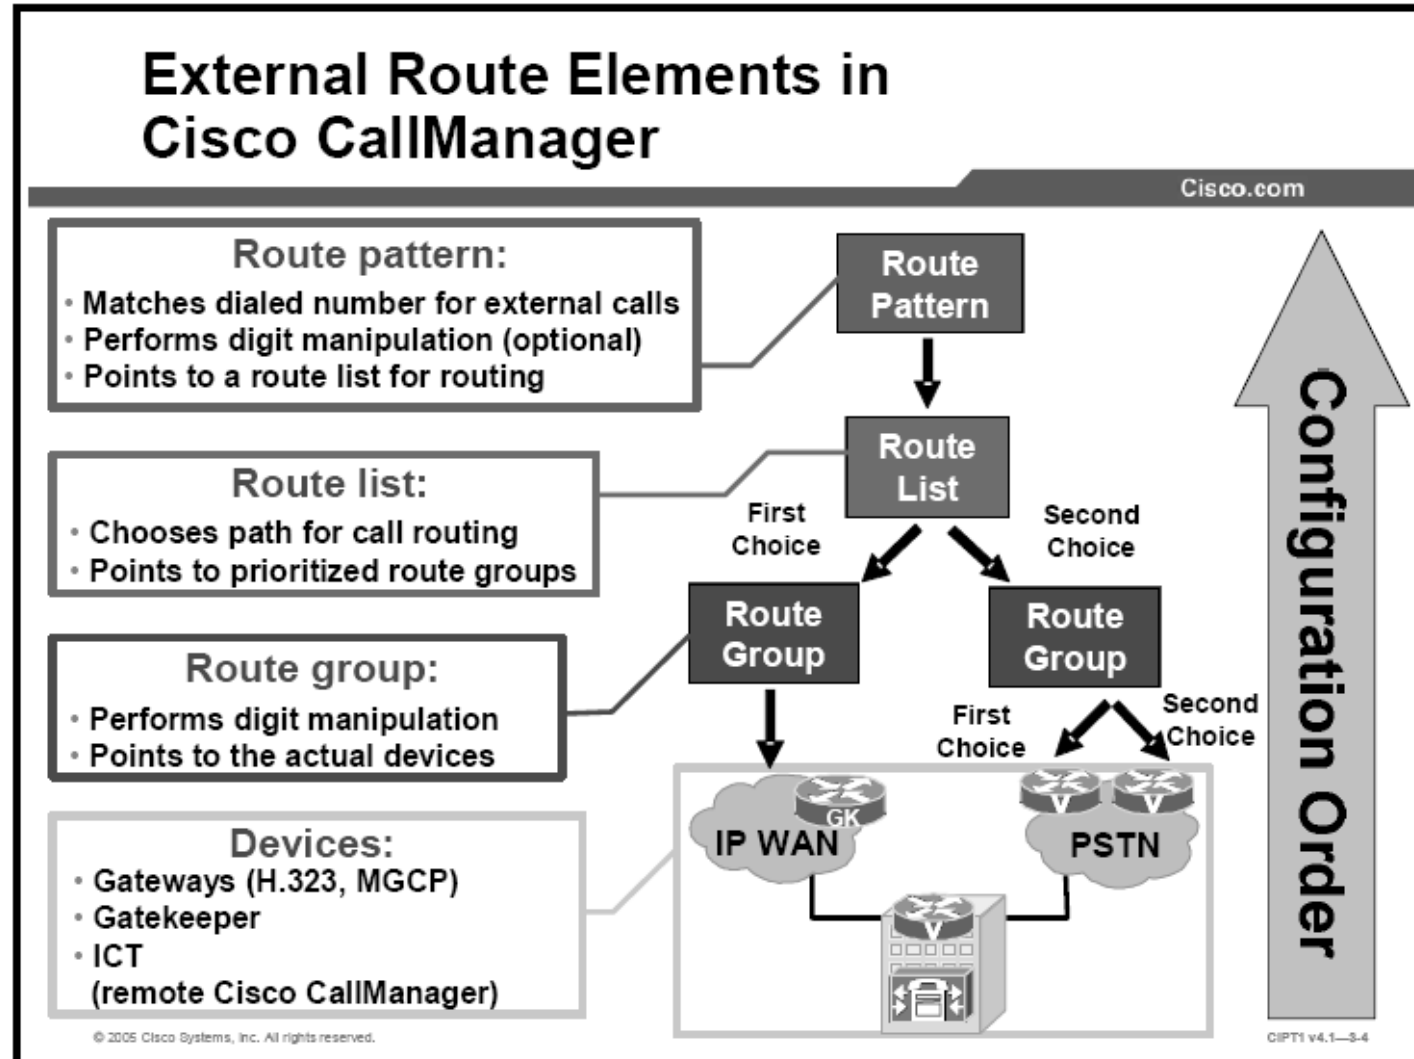 External Route Elements in
Cisco CallManager
Cisco.com
Route pattern:
• Matches dialed number for external calls
• Performs digit manipulation (optional)
• Points to a route list for routing
Route list:
• Chooses path for call routing
• Points to prioritized route groups
Route group:
• Performs digit manipulation
• Points to the actual devices
Devices:
• Gateways (H.323, MGCP)
• Gatekeeper
• ICT
(remote Cisco CallManager)
Route
Pattern
Route
List
First
Choice
Second
Choice
Route
Group
Route
Group
First
Choice
Second
Choice
GK
IP WAN
V
V
PSTN
V
Configuration Order
© 2005 Cisco Systems, Inc. All rights reserved.
CIPT1 v4.1—3-4